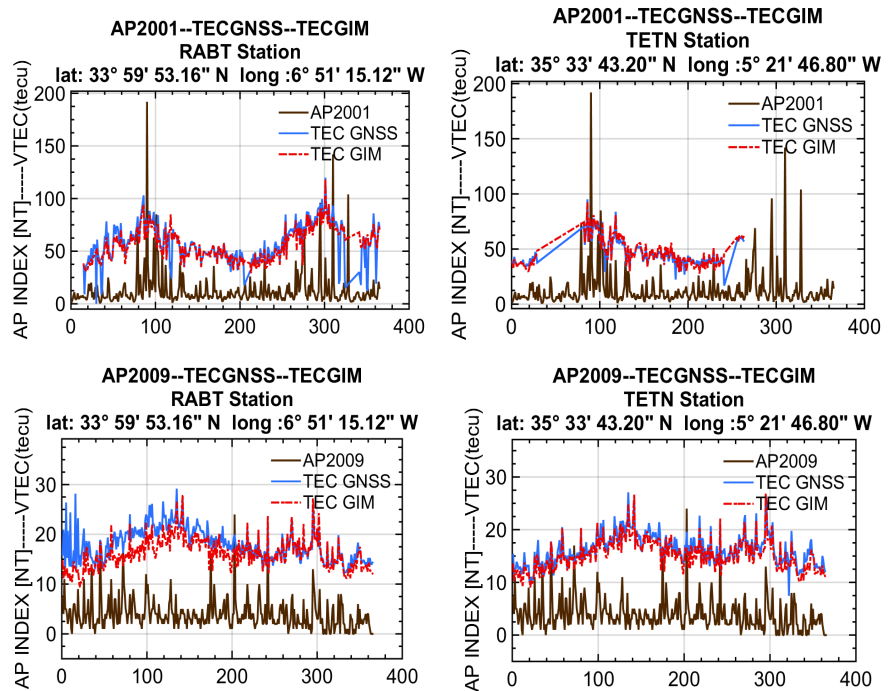 AP2001--TECGNSS--TECGIM
RABT Station
lat: 33° 59' 53.16" N long :6° 51' 15.12" W
AP INDEX [NT]-----VTEC(tecu)
200
150
100
50
0
AP2001
TEC GNSS
TEC GIM
0 100 200 300 400
AP2001--TECGNSS--TECGIM
TETN Station
lat: 35° 33' 43.20" N long :5° 21' 46.80" W
AP INDEX [NT]-----VTEC(tecu)
200
150
100
50
0
AP2001
TEC GNSS
TEC GIM
0 100 200 300 400
AP2009--TECGNSS--TECGIM
RABT Station
lat: 33° 59' 53.16" N long :6° 51' 15.12" W
AP INDEX [NT]-----VTEC(tecu)
30
20
10
0
AP2009
TEC GNSS
TEC GIM
0 100 200 300 400
AP2009--TECGNSS--TECGIM
TETN Station
lat: 35° 33' 43.20" N long :5° 21' 46.80" W
AP INDEX [NT]-----VTEC(tecu)
30
20
10
0
AP2009
TEC GNSS
TEC GIM
0 100 200 300 400